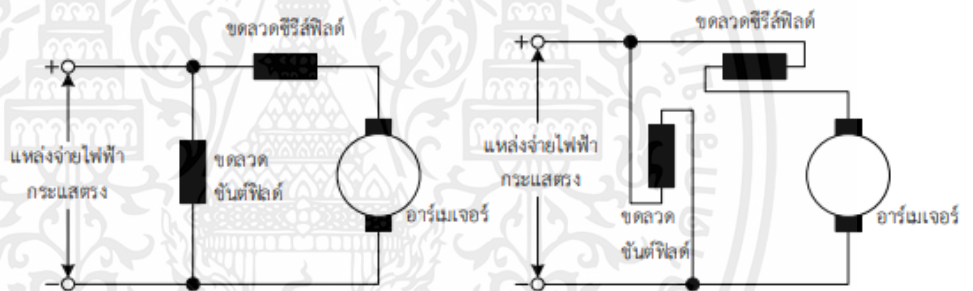 ขดลวดซีรีส์ฟิลด์
+
แหล่งจ่ายไฟฟ้า
กระแสตรง
ขดลวด
ชันต์ฟิลด์
อาร์เมเจอร์
-
ขดลวดซีรีส์ฟิลด์
+
แหล่งจ่ายไฟฟ้า
กระแสตรง
ขดลวด
ชันต์ฟิลด์
อาร์เมเจอร์
-